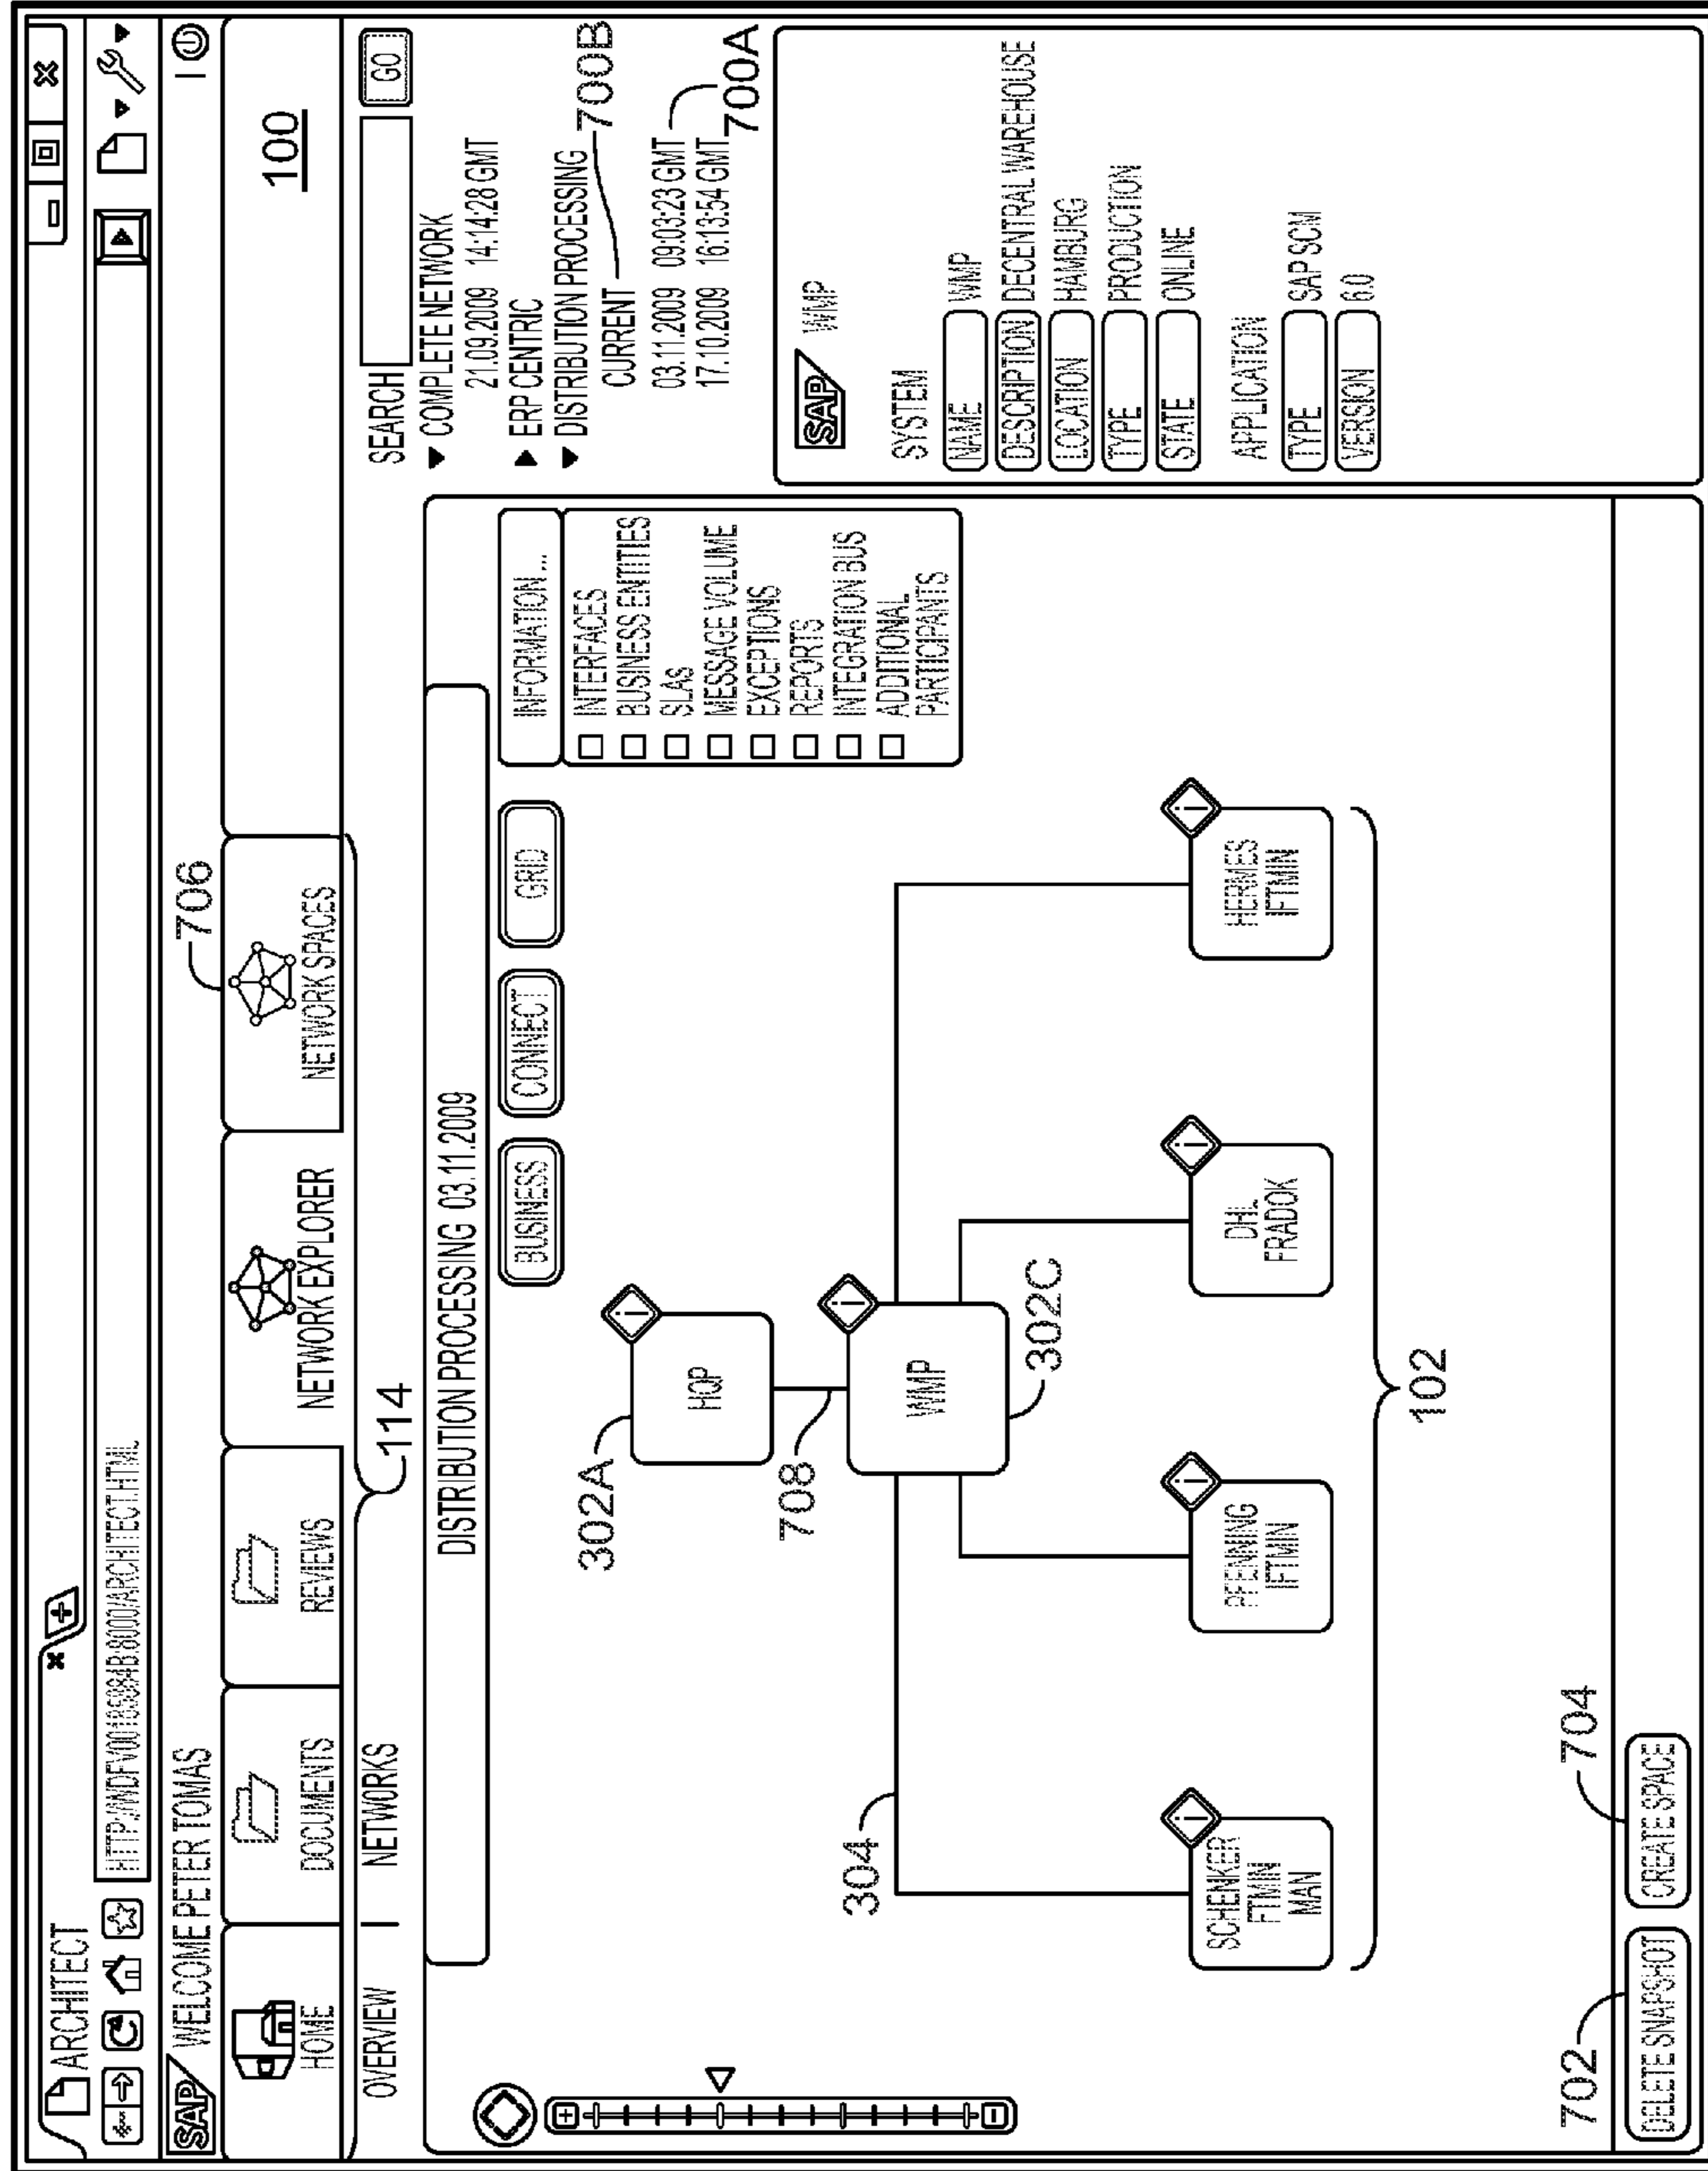 ARCHITECT
HTTP://WDFV0018884B:8000/ARCHITECT.HTML
SAP WELCOME PETER TOMAS
706
HOME
DOCUMENTS
REVIEWS
NETWORK EXPLORER
NETWORK SPACES
100
114
OVERVIEW | NETWORKS
SEARCH GO
COMPLETE NETWORK
21.09.2009 14:14:28 GMT
ERP CENTRIC
DISTRIBUTION PROCESSING
CURRENT 700B
03.11.2009 09:03:23 GMT
17.10.2009 16:13:54 GMT
700A
DISTRIBUTION PROCESSING 03.11.2009
BUSINESS
CONNECT
GRID
INFORMATION ...
INTERFACES
BUSINESS ENTITIES
SLAS
MESSAGE VOLUME
EXCEPTIONS
REPORTS
INTEGRATION BUS
ADDITIONAL
PARTICIPANTS
302A
HQP
708
WMP
302C
304
SCHENKER
FTMIN
MAN
PFENNING
IFTMIN
DHL
FRADOK
HERMES
IFTMIN
102
SAP WMP
SYSTEM
NAME WMP
DESCRIPTION DECENTRAL WAREHOUSE
LOCATION HAMBURG
TYPE PRODUCTION
STATE ONLINE
APPLICATION
TYPE SAP SCM
VERSION 6.0
702
704
DELETE SNAPSHOT
CREATE SPACE